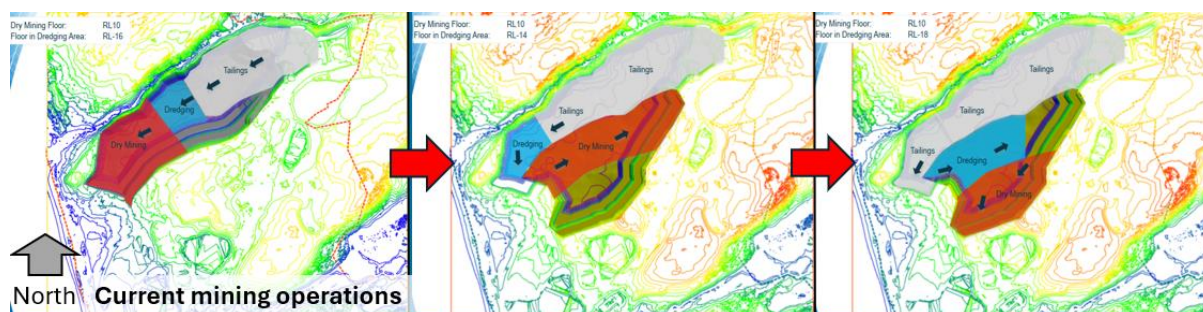 Dry Mining Floor: RL10
Floor in Dredging Area: RL-16
Tailings
Dredging
Dry Mining
North
Current mining operations
Dry Mining Floor: RL10
Floor in Dredging Area: RL-14
Tailings
Tailings
Dredging
Dry Mining
Dry Mining Floor: RL10
Floor in Dredging Area: RL-18
Tailings
Tailings
Tailings
Dredging
Dry Mining